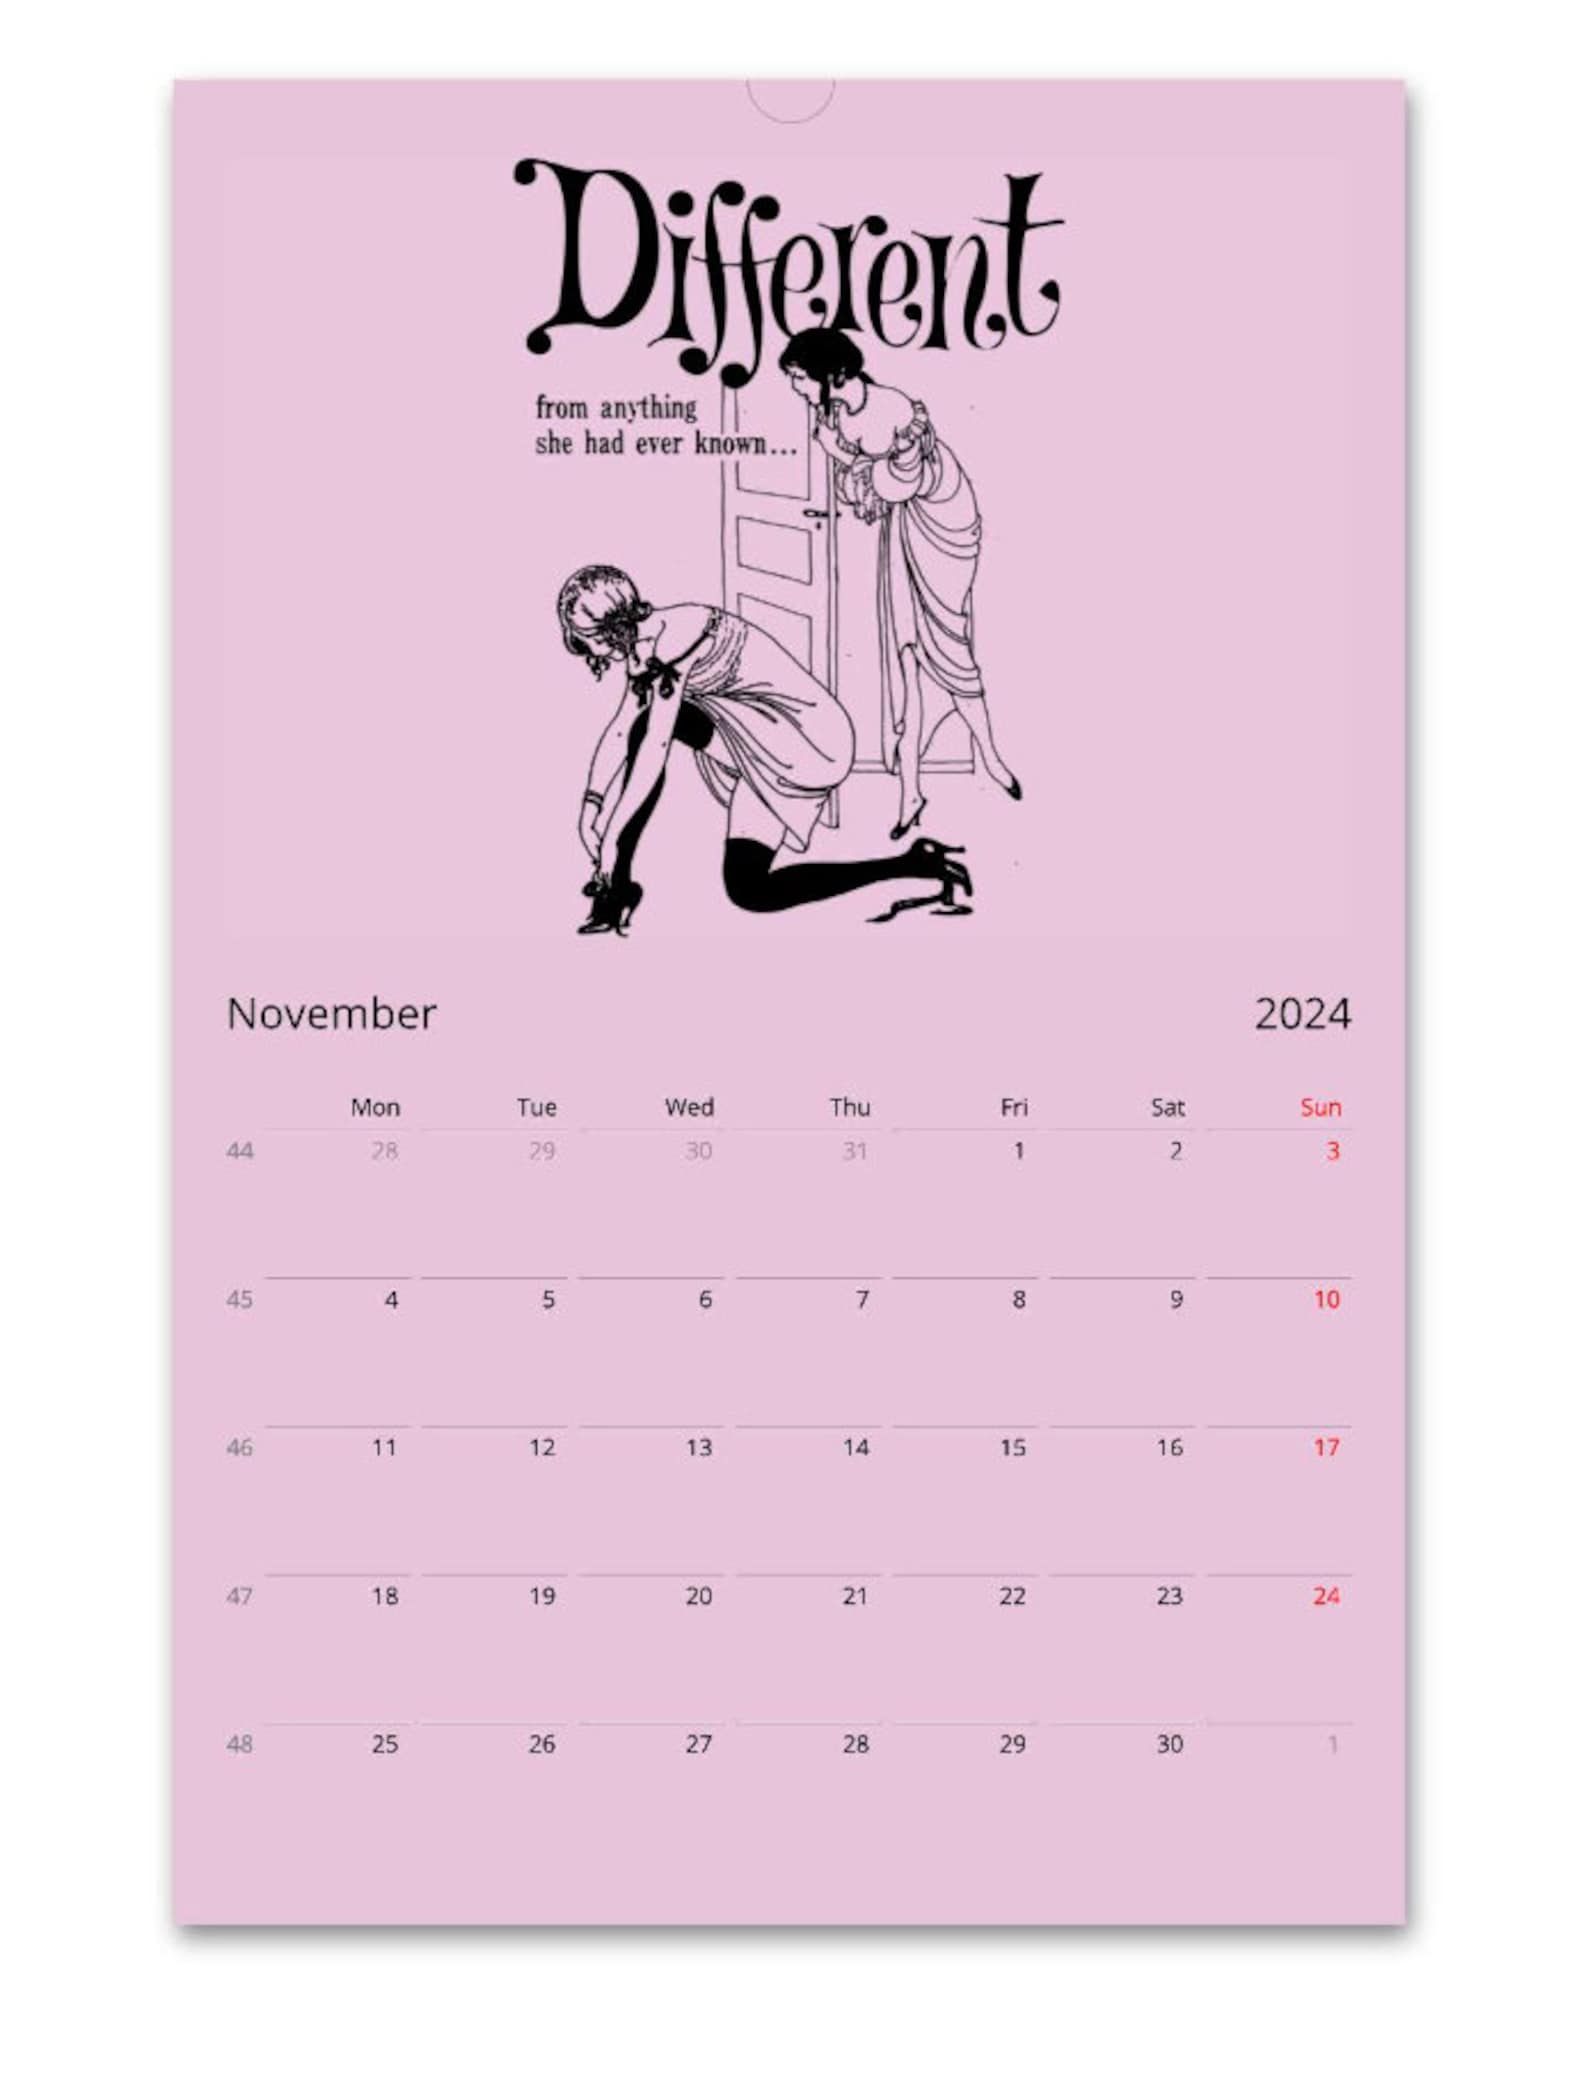 Different
from anything
she had ever known...
November 2024
Mon Tue Wed Thu Fri Sat Sun
44 28 29 30 31 1 2 3
45 4 5 6 7 8 9 10
46 11 12 13 14 15 16 17
47 18 19 20 21 22 23 24
48 25 26 27 28 29 30 1